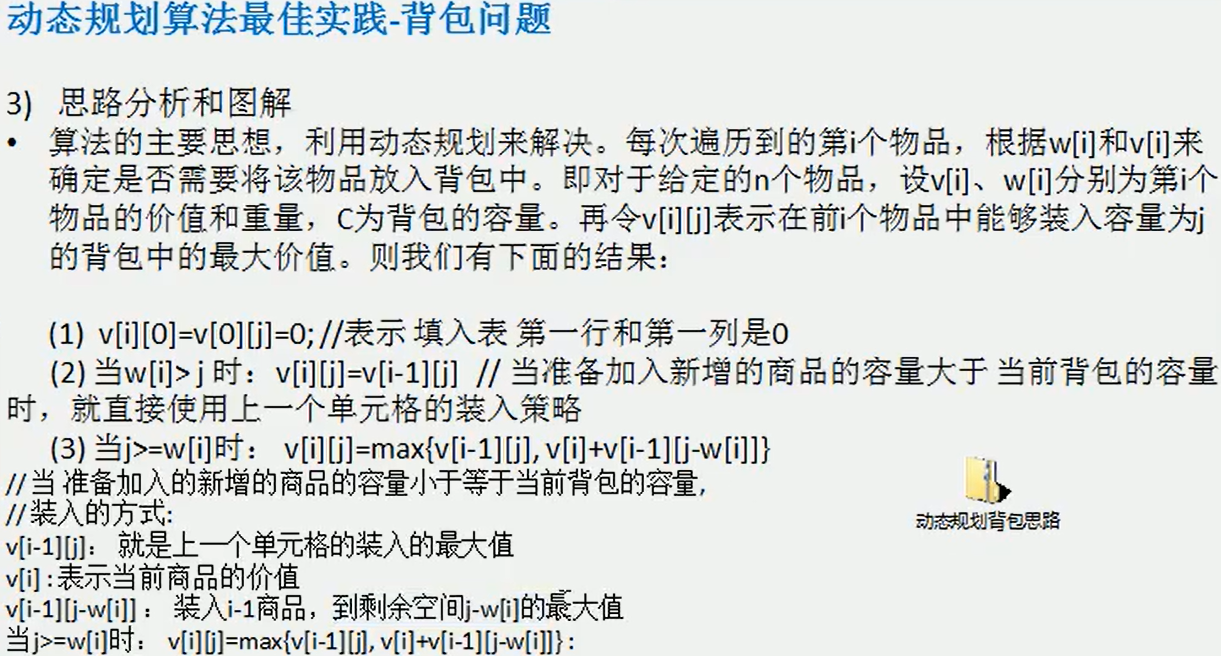 动态规划算法最佳实践-背包问题
3) 思路分析和图解
• 算法的主要思想，利用动态规划来解决。每次遍历到的第i个物品，根据w[i]和v[i]来
确定是否需要将该物品放入背包中。即对于给定的n个物品，设v[i]、w[i]分别为第i个
物品的价值和重量，C为背包的容量。再令v[i][j]表示在前i个物品中能够装入容量为j
的背包中的最大价值。则我们有下面的结果：
(1) v[i][0]=v[0][j]=0; //表示 填入表 第一行和第一列是0
(2) 当w[i]> j 时：v[i][j]=v[i-1][j] // 当准备加入新增的商品的容量大于 当前背包的容量
时，就直接使用上一个单元格的装入策略
(3) 当j>=w[i]时： v[i][j]=max{v[i-1][j], v[i]+v[i-1][j-w[i]]}
// 当 准备加入的新增的商品的容量小于等于当前背包的容量,
// 装入的方式:
v[i-1][j]： 就是上一个单元格的装入的最大值
v[i] : 表示当前商品的价值
v[i-1][j-w[i]] ： 装入i-1商品，到剩余空间j-w[i]的最大值
当j>=w[i]时： v[i][j]=max{v[i-1][j], v[i]+v[i-1][j-w[i]]} :
动态规划背包思路